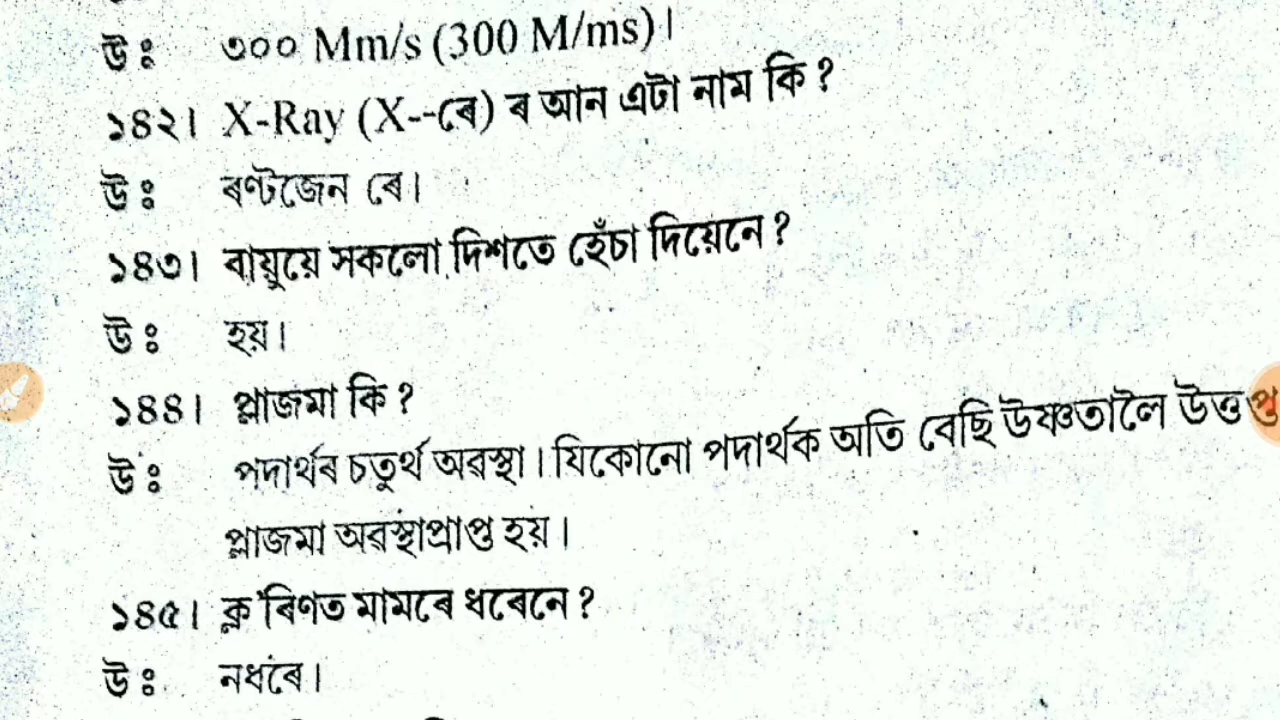 উঃ ৩০০ Mm/s (300 M/ms)।
১৪২। X-Ray (X--ৰে) ৰ আন এটা নাম কি ?
উঃ ৰণ্টজেন ৰে।
১৪৩। বায়ুয়ে সকলো দিশতে হেঁচা দিয়েনে ?
উঃ হয়।
১৪৪। প্লাজমা কি ?
উঃ পদাৰ্থৰ চতুৰ্থ অৱস্থা। যিকোনো পদাৰ্থক অতি বেছি উষ্ণতালৈ উত্তপ্ত
প্লাজমা অৱস্থাপ্ৰাপ্ত হয়।
১৪৫। ক্ল'ৰিণত মামৰে ধৰেনে ?
উঃ নধৰে।